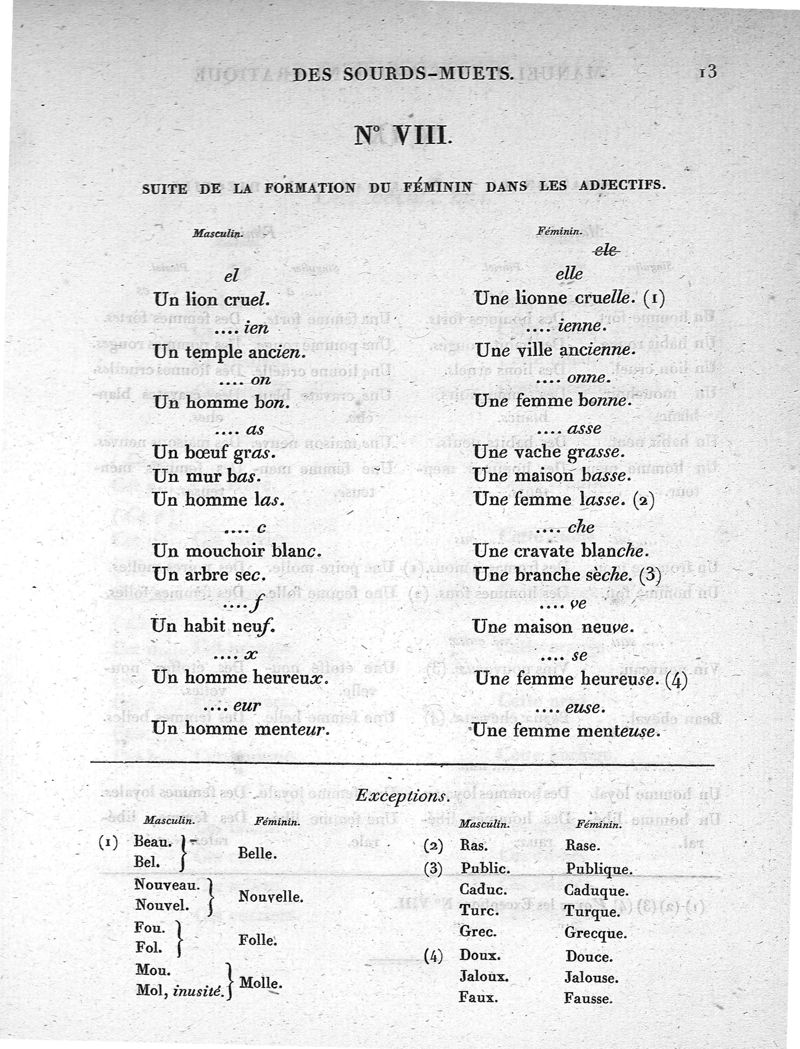 DES SOURDS-MUETS. 13
N° VIII.
SUITE DE LA FORMATION DU FÉMININ DANS LES ADJECTIFS.
Masculin. Féminin.
ele
el elle
Un lion cruel. Une lionne cruelle. (1)
.... ien .... ienne.
Un temple ancien. Une ville ancienne.
.... on .... onne.
Un homme bon. Une femme bonne.
.... as .... asse
Un bœuf gras. Une vache grasse.
Un mur bas. Une maison basse.
Un homme las. Une femme lasse. (2)
.... c .... che
Un mouchoir blanc. Une cravate blanche.
Un arbre sec. Une branche sèche. (3)
.... f .... ve
Un habit neuf. Une maison neuve.
.... x .... se
Un homme heureux. Une femme heureuse. (4)
.... eur .... euse.
Un homme menteur. Une femme menteuse.
Exceptions.
Masculin. Féminin.
(1) Beau. Belle.
Bel.
Nouveau. Nouvelle.
Nouvel.
Fou. Folle.
Fol.
Mou. Molle.
Mol, inusité.
Masculin. Féminin.
(2) Ras. Rase.
(3) Public. Publique.
Caduc. Caduque.
Turc. Turque.
Grec. Grecque.
(4) Doux. Douce.
Jaloux. Jalouse.
Faux. Fausse.